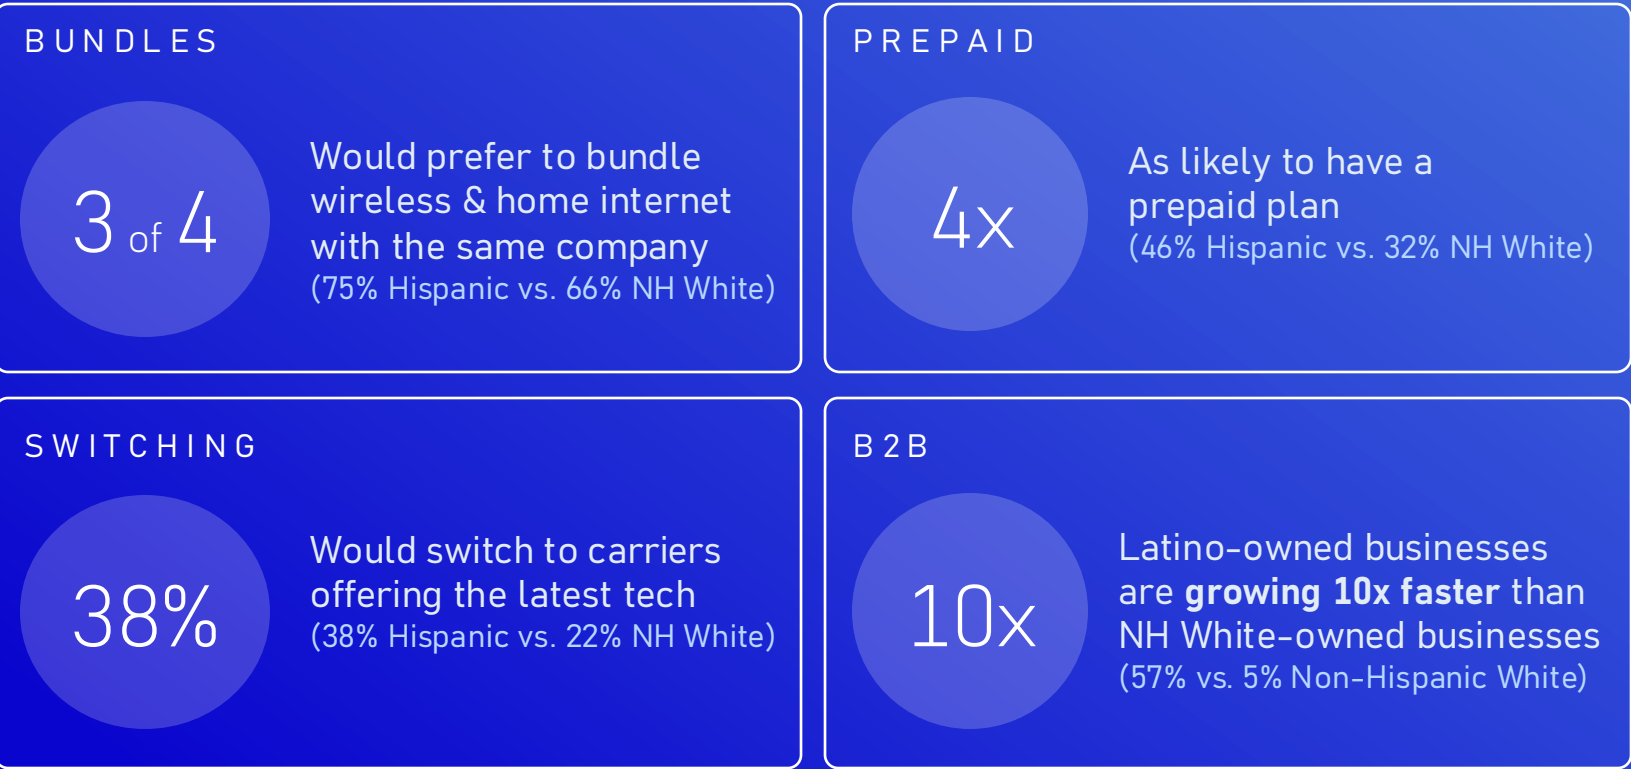 BUNDLES
3 of 4
Would prefer to bundle
wireless & home internet
with the same company
(75% Hispanic vs. 66% NH White)
PREPAID
4x
As likely to have a
prepaid plan
(46% Hispanic vs. 32% NH White)
SWITCHING
38%
Would switch to carriers
offering the latest tech
(38% Hispanic vs. 22% NH White)
B2B
10x
Latino-owned businesses
are growing 10x faster than
NH White-owned businesses
(57% vs. 5% Non-Hispanic White)